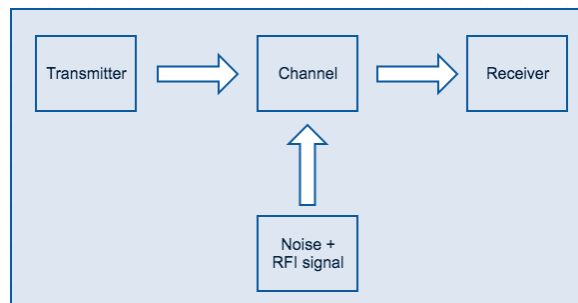 Transmitter
Channel
Receiver
Noise +
RFI signal